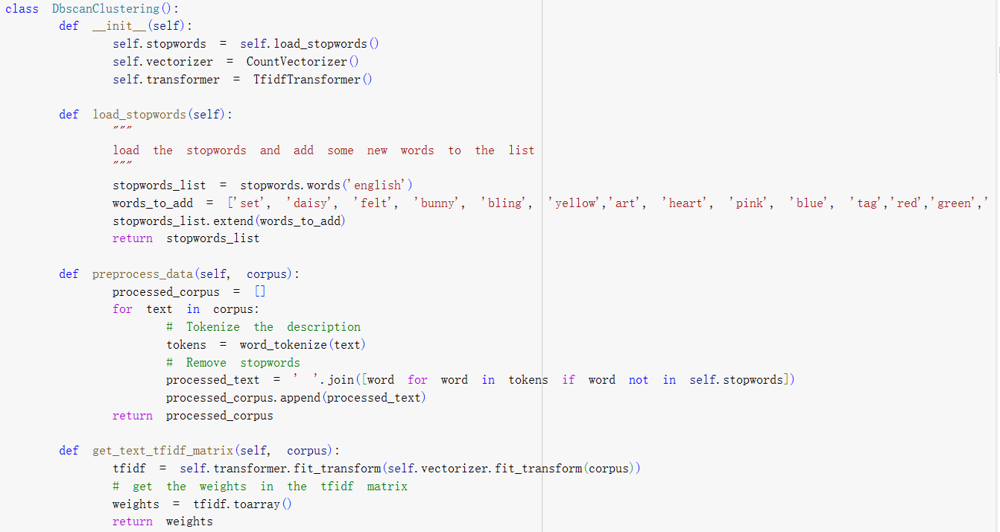 class DbscanClustering():
def __init__(self):
self.stopwords = self.load_stopwords()
self.vectorizer = CountVectorizer()
self.transformer = TfidfTransformer()
def load_stopwords(self):
"""
load the stopwords and add some new words to the list
"""
stopwords_list = stopwords.words('english')
words_to_add = ['set', 'daisy', 'felt', 'bunny', 'bling', 'yellow','art', 'heart', 'pink', 'blue', 'tag','red','green','
stopwords_list.extend(words_to_add)
return stopwords_list
def preprocess_data(self, corpus):
processed_corpus = []
for text in corpus:
# Tokenize the description
tokens = word_tokenize(text)
# Remove stopwords
processed_text = ' '.join([word for word in tokens if word not in self.stopwords])
processed_corpus.append(processed_text)
return processed_corpus
def get_text_tfidf_matrix(self, corpus):
tfidf = self.transformer.fit_transform(self.vectorizer.fit_transform(corpus))
# get the weights in the tfidf matrix
weights = tfidf.toarray()
return weights